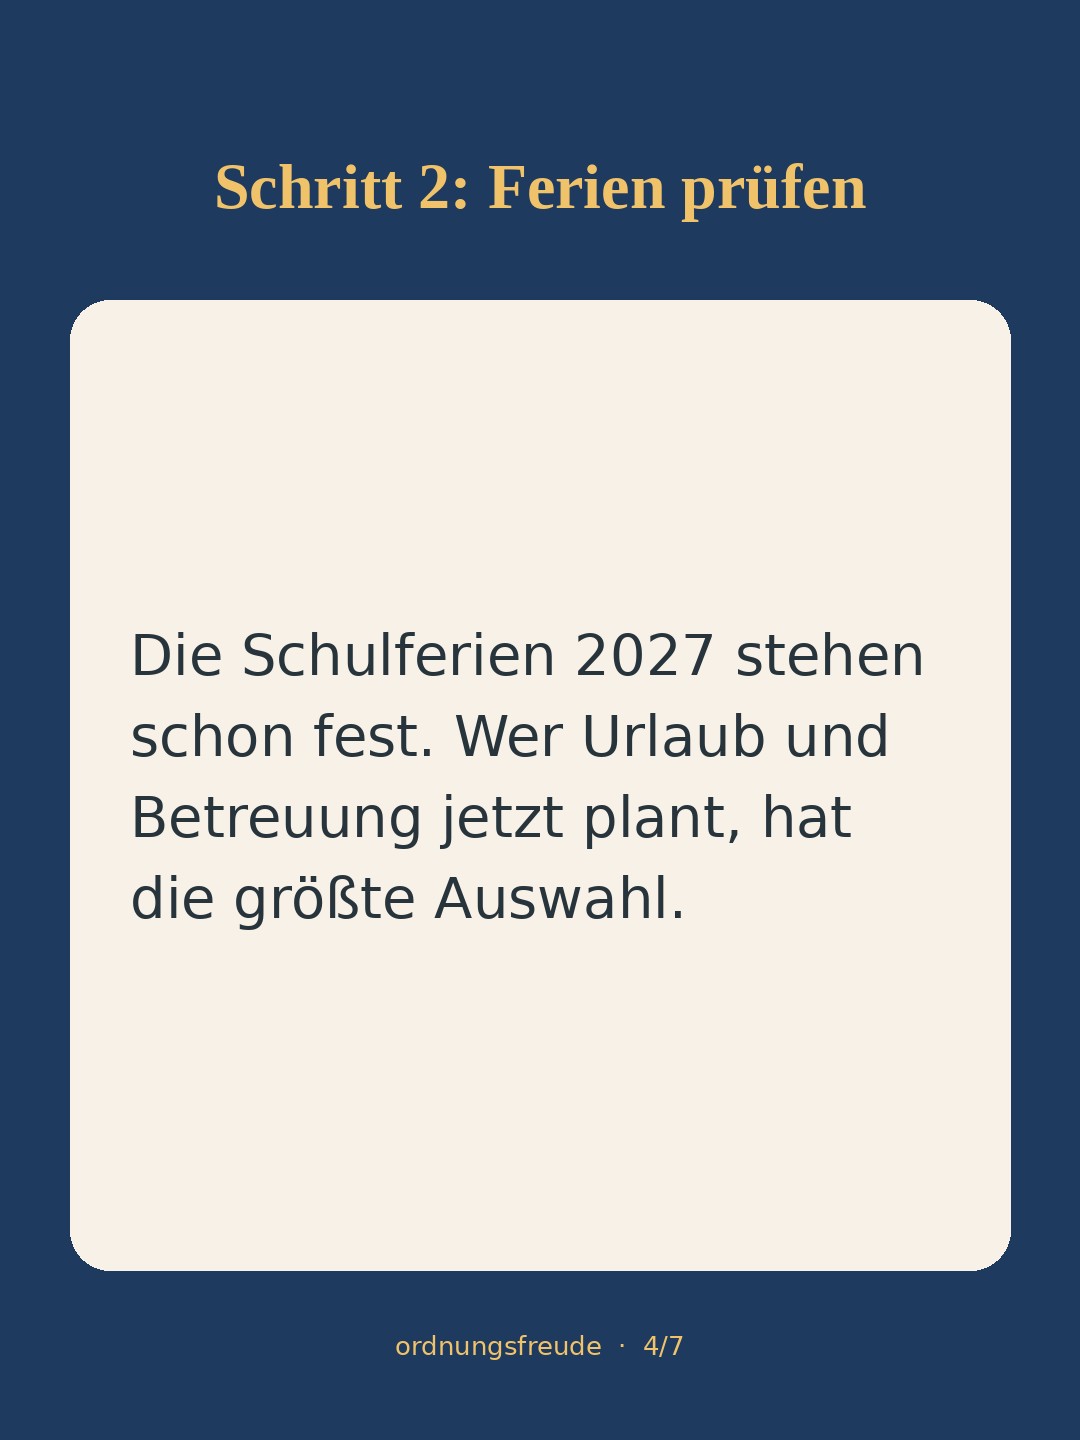 Schritt 2: Ferien prüfen
Die Schulferien 2027 stehen
schon fest. Wer Urlaub und
Betreuung jetzt plant, hat
die größte Auswahl.
ordnungsfreude · 4/7